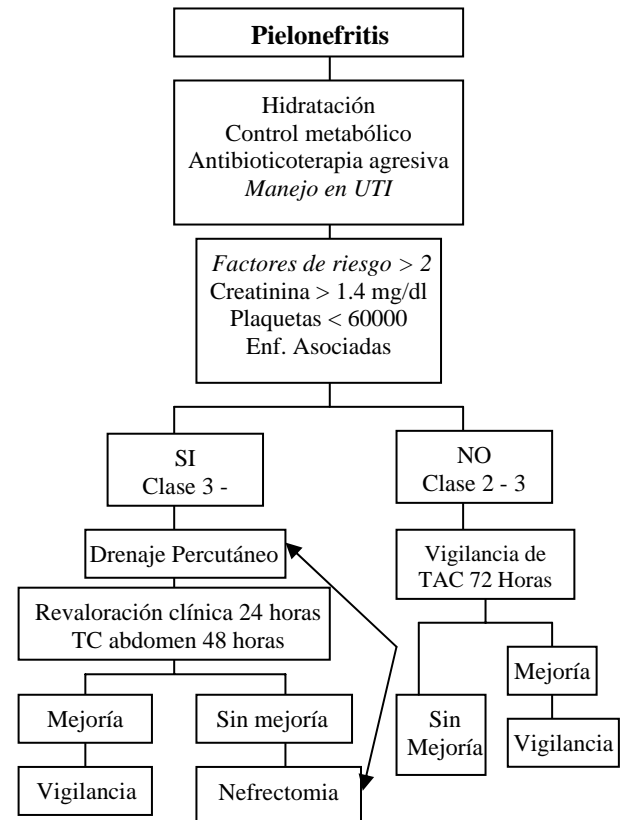 Pielonefritis
Hidratación
Control metabólico
Antibioticoterapia agresiva
Manejo en UTI
Factores de riesgo > 2
Creatinina > 1.4 mg/dl
Plaquetas < 60000
Enf. Asociadas
SI
Clase 3 -
NO
Clase 2 - 3
Drenaje Percutáneo
Vigilancia de
TAC 72 Horas
Revaloración clínica 24 horas
TC abdomen 48 horas
Mejoría
Sin mejoría
Sin
Mejoría
Mejoría
Vigilancia
Nefrectomia
Vigilancia